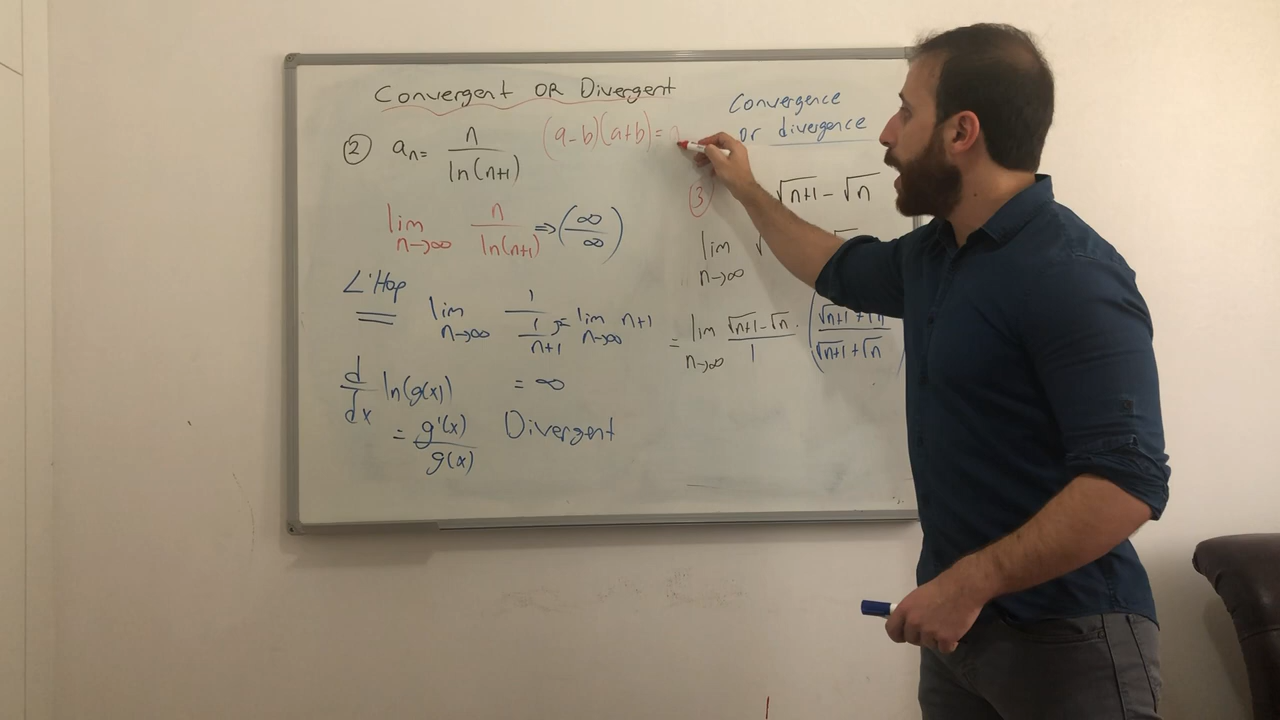 Convergent OR Divergent
② aₙ = n / ln(n+1)
(a-b)(a+b) = a
lim n→∞ n / ln(n+1) ⇒ (∞/∞)
L'Hop
lim n→∞ 1 / (1/(n+1)) = lim n→∞ n+1
= ∞
Divergent
d/dx ln(g(x))
= g'(x) / g(x)
Convergence
or divergence
③ √n+1 - √n
lim n→∞ √
= lim n→∞ (√n+1 - √n) / 1 · ( (√n+1 + √n) / (√n+1 + √n)